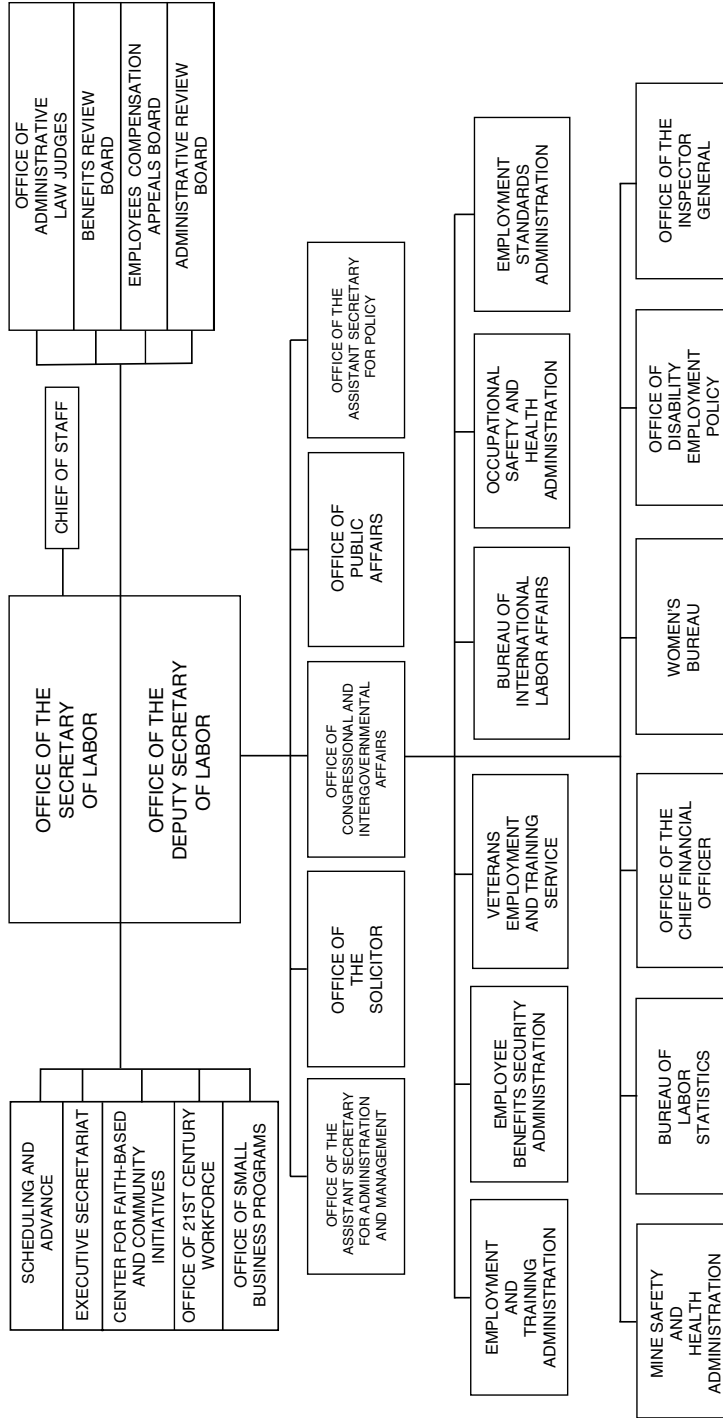 OFFICE OF THE
SECRETARY
OF LABOR
OFFICE OF THE
DEPUTY SECRETARY
OF LABOR
CHIEF OF STAFF
SCHEDULING AND
ADVANCE
EXECUTIVE SECRETARIAT
CENTER FOR FAITH-BASED
AND COMMUNITY
INITIATIVES
OFFICE OF 21ST CENTURY
WORKFORCE
OFFICE OF SMALL
BUSINESS PROGRAMS
OFFICE OF
ADMINISTRATIVE
LAW JUDGES
BENEFITS REVIEW
BOARD
EMPLOYEES COMPENSATION
APPEALS BOARD
ADMINISTRATIVE REVIEW
BOARD
OFFICE OF THE
ASSISTANT SECRETARY
FOR ADMINISTRATION
AND MANAGEMENT
OFFICE OF
THE
SOLICITOR
OFFICE OF
CONGRESSIONAL AND
INTERGOVERNMENTAL
AFFAIRS
OFFICE OF
PUBLIC
AFFAIRS
OFFICE OF THE
ASSISTANT SECRETARY
FOR POLICY
EMPLOYMENT
AND
TRAINING
ADMINISTRATION
EMPLOYEE
BENEFITS SECURITY
ADMINISTRATION
VETERANS
EMPLOYMENT
AND TRAINING
SERVICE
BUREAU OF
INTERNATIONAL
LABOR AFFAIRS
OCCUPATIONAL
SAFETY AND
HEALTH
ADMINISTRATION
EMPLOYMENT
STANDARDS
ADMINISTRATION
MINE SAFETY
AND
HEALTH
ADMINISTRATION
BUREAU OF
LABOR
STATISTICS
OFFICE OF THE
CHIEF FINANCIAL
OFFICER
WOMEN'S
BUREAU
OFFICE OF
DISABILITY
EMPLOYMENT
POLICY
OFFICE OF THE
INSPECTOR
GENERAL